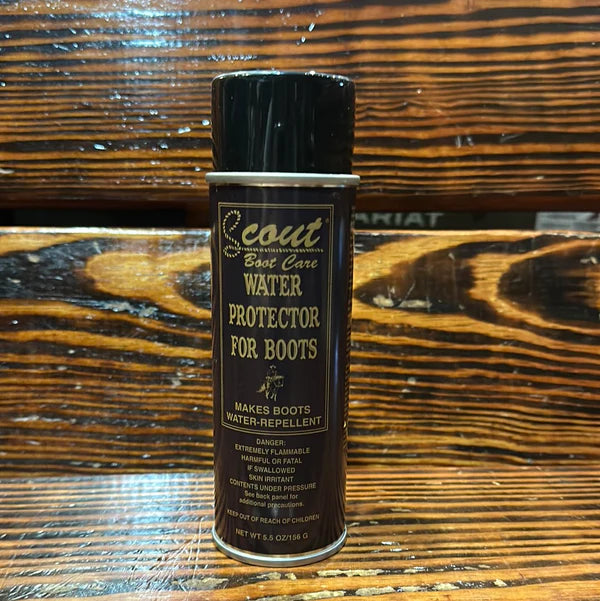 ARIAT
Scout®
Boot Care
WATER
PROTECTOR
FOR BOOTS
MAKES BOOTS
WATER-REPELLENT
DANGER:
EXTREMELY FLAMMABLE
HARMFUL OR FATAL
IF SWALLOWED
SKIN IRRITANT
CONTENTS UNDER PRESSURE
See Back panel for
additional precautions.
KEEP OUT OF REACH OF CHILDREN
NET WT 5.5 OZ/156 G